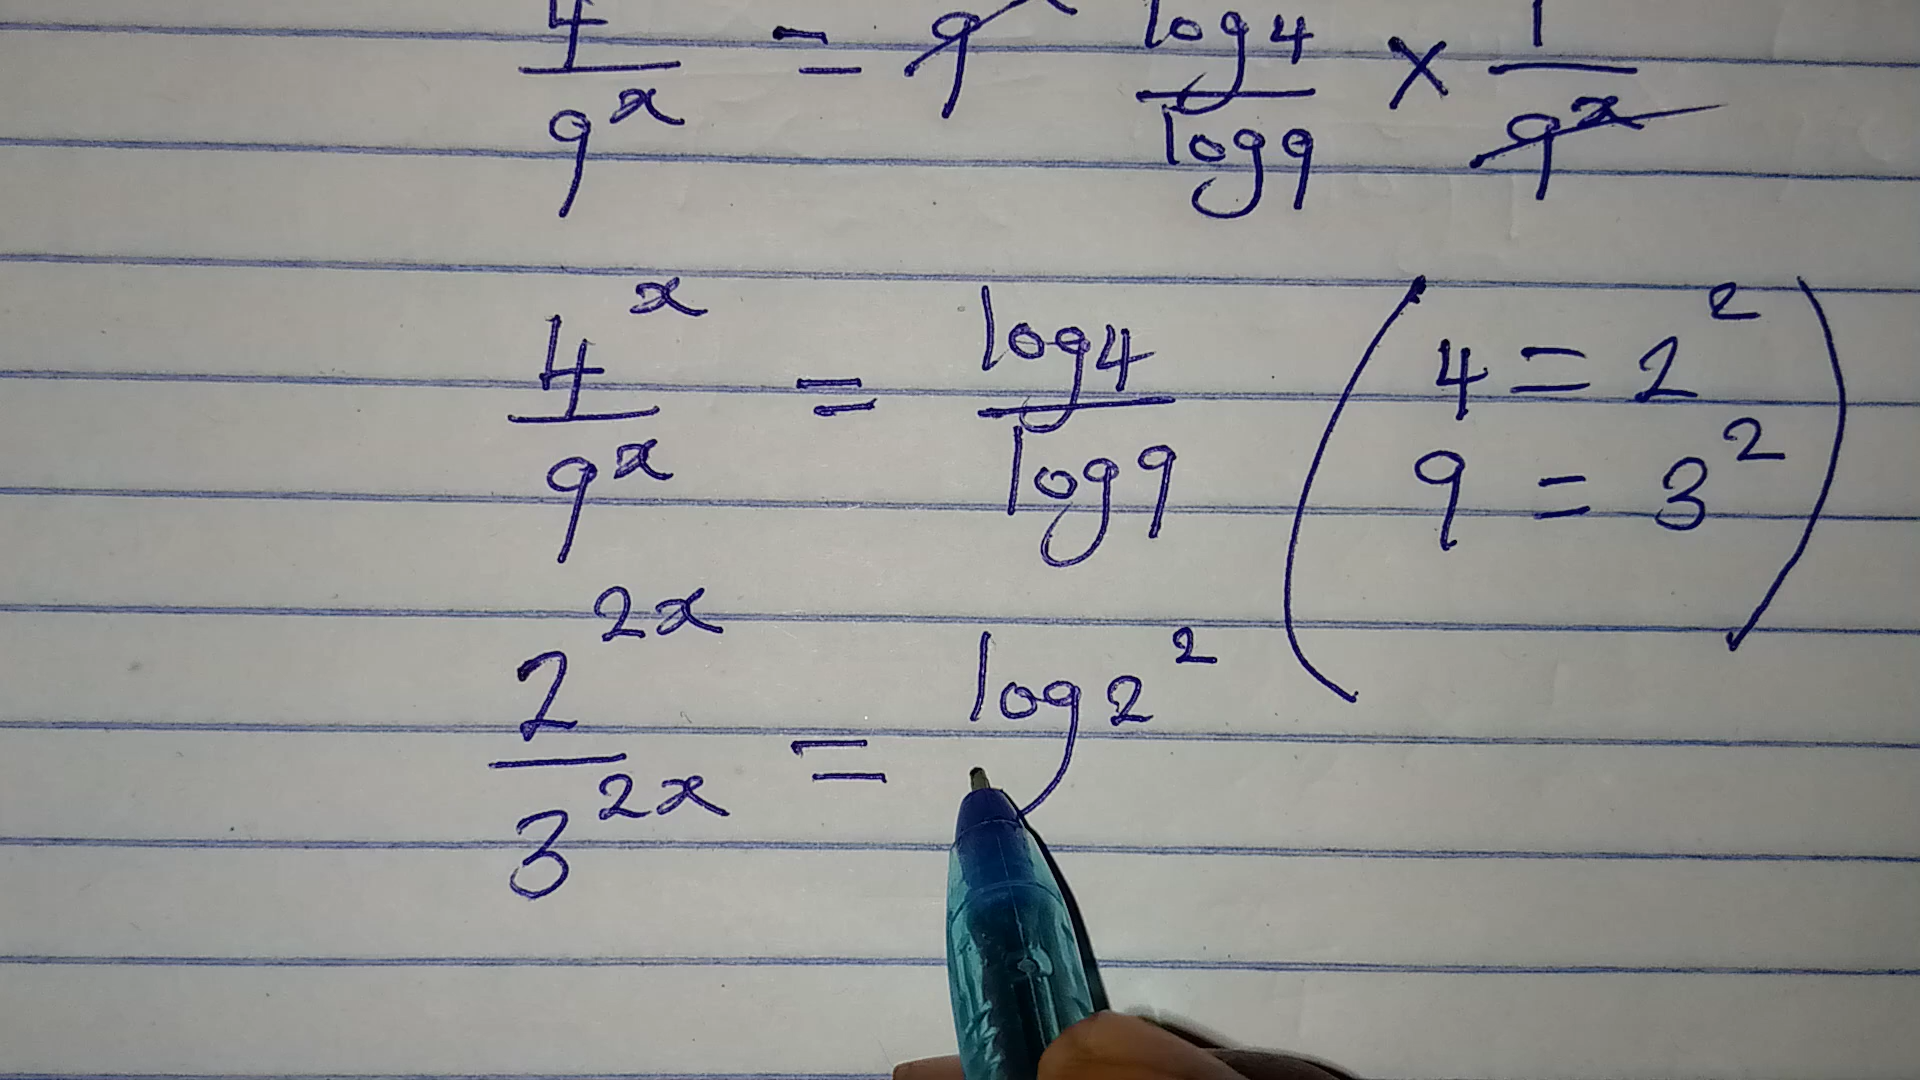 4/9^x = 9^x log4/log9 × 1/9^x
4^x/9^x = log4/log9 (4 = 2^2
9 = 3^2)
2^2x/3^2x = log2^2